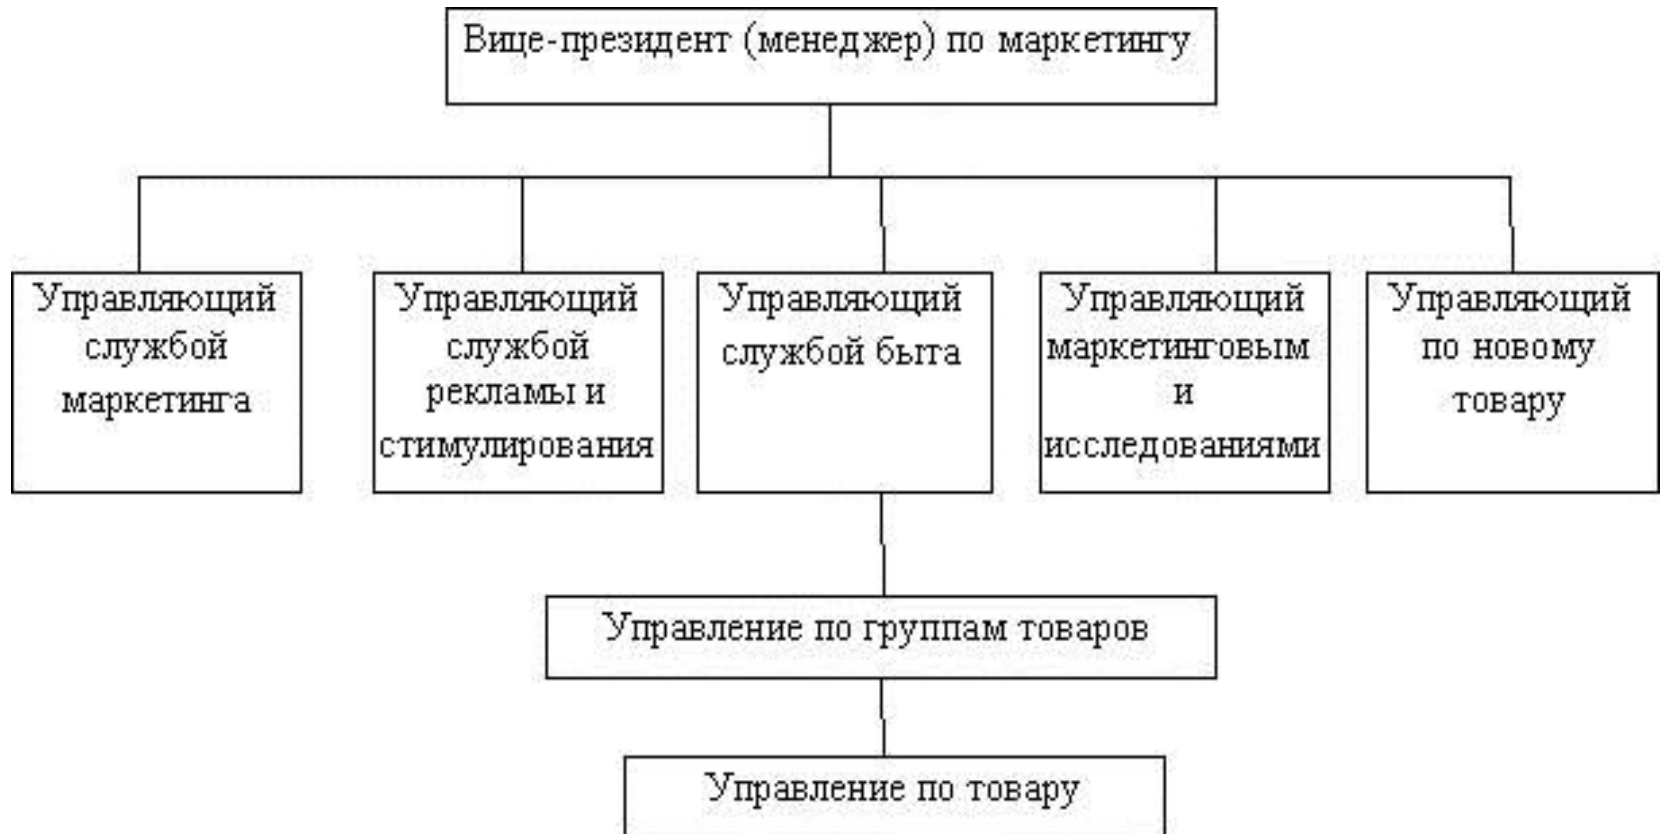 Вице-президент (менеджер) по маркетингу
Управляющий
службой
маркетинга
Управляющий
службой
рекламы и
стимулирования
Управляющий
службой быта
Управляющий
маркетинговым
и
исследованиями
Управляющий
по новому
товару
Управление по группам товаров
Управление по товару